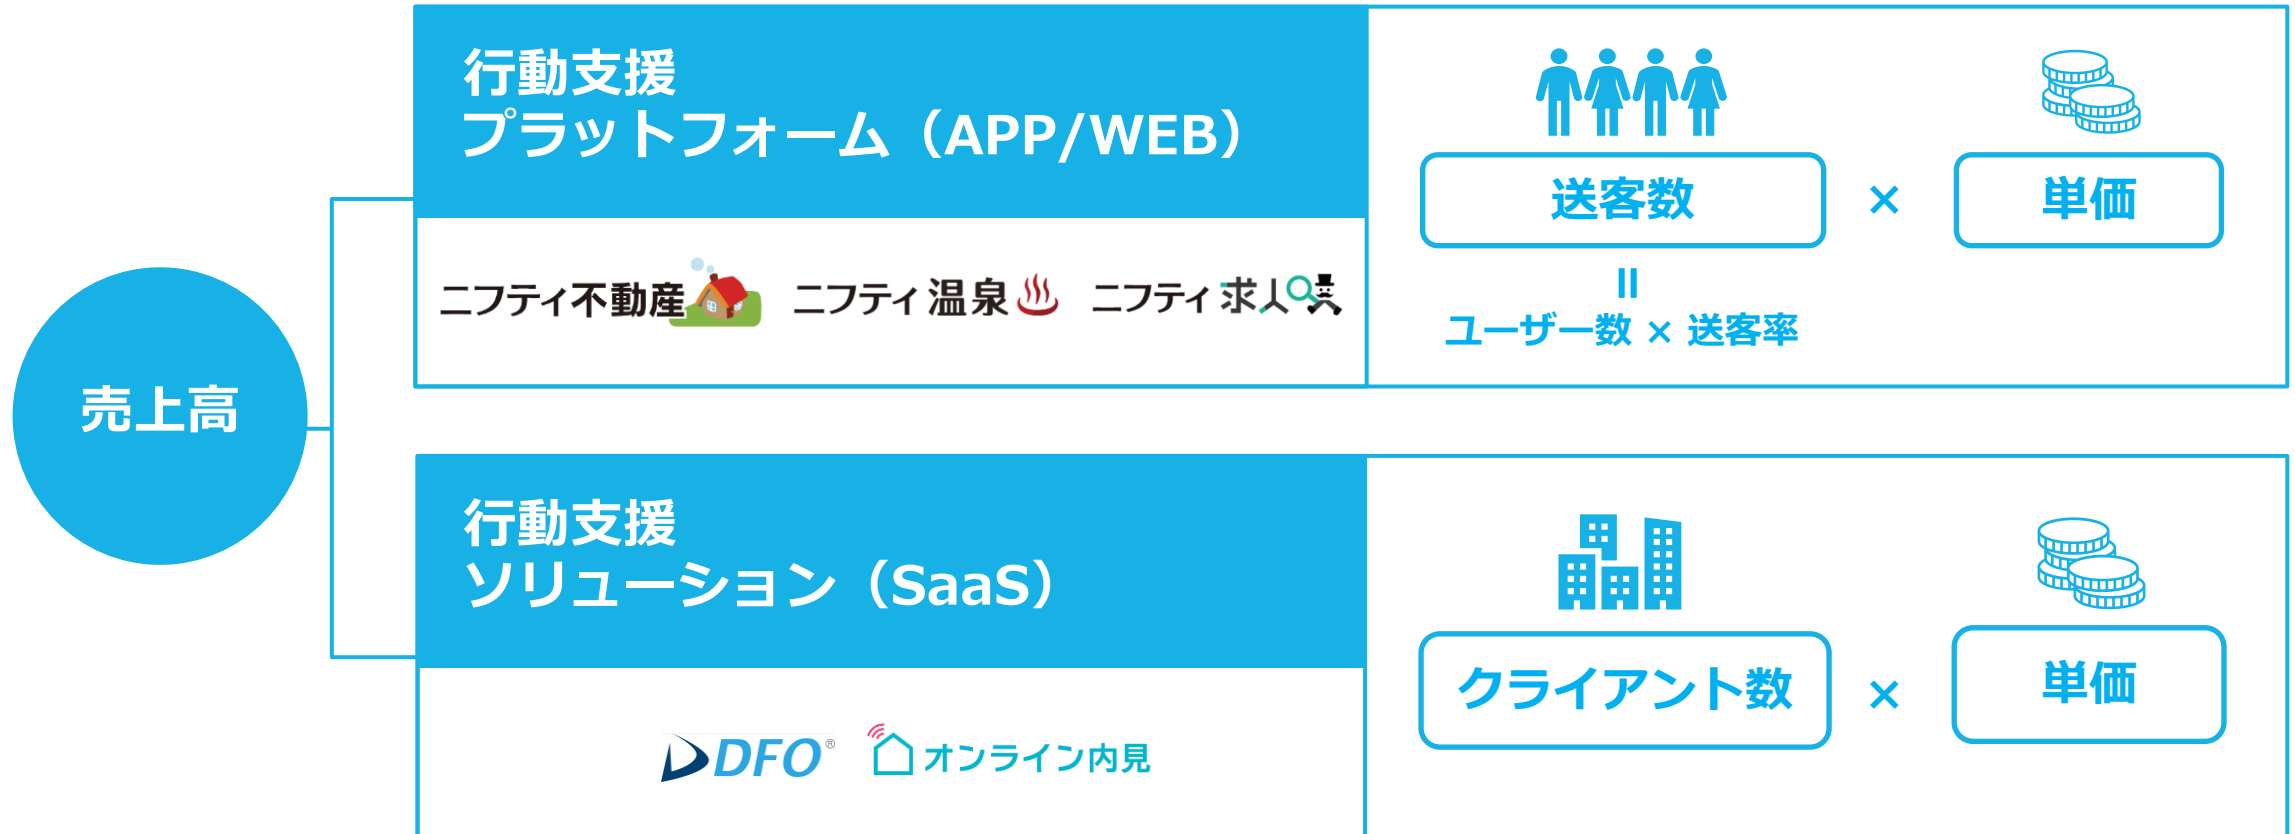 売上高
行動支援
プラットフォーム（APP/WEB）
ニフティ不動産 ニフティ温泉 ニフティ求人
送客数 × 単価
=
ユーザー数 × 送客率
行動支援
ソリューション（SaaS）
DFO® オンライン内見
クライアント数 × 単価